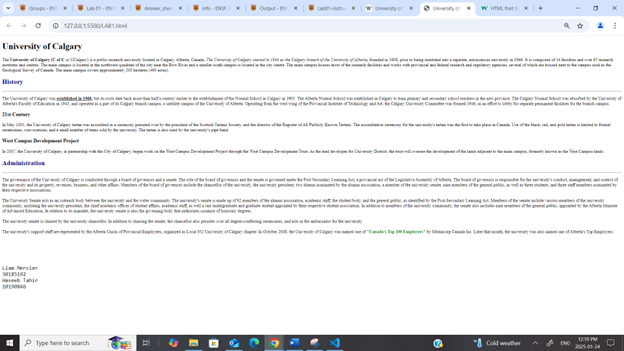 Groups - ENS
Lab 01 - ENSF
Answer_shee
info - ENSF 3
Output - ENS
Lab01-instruc
University of C
University of C
HTML font t
127.0.0.1:5500/LAB1.html
University of Calgary
The University of Calgary (U of C or UCalgary) is a public research university located in Calgary, Alberta, Canada. The University of Calgary started in 1944 as the Calgary branch of the University of Alberta, founded in 1908, prior to being instituted into a separate, autonomous university in 1966. It is composed of 14 faculties and over 85 research
institutes and centres. The main campus is located in the northwest quadrant of the city near the Bow River and a smaller south campus is located in the city centre. The main campus houses most of the research facilities and works with provincial and federal research and regulatory agencies, several of which are housed next to the campus such as the
Geological Survey of Canada. The main campus covers approximately 200 hectares (490 acres).
History
The University of Calgary was established in 1966, but its roots date back more than half a century earlier to the establishment of the Normal School in Calgary in 1905. The Alberta Normal School was established in Calgary to train primary and secondary school teachers in the new province. The Calgary Normal School was absorbed by the University of
Alberta's Faculty of Education in 1945, and operated as a part of its Calgary branch campus, a satellite campus of the University of Alberta. Operating from the west wing of the Provincial Institute of Technology and Art, the Calgary University Committee was formed 1946, in an effort to lobby for separate permanent facilities for the branch campus.
21st Century
In May 2001, the University of Calgary tartan was accredited in a ceremony presided over by the president of the Scottish Tartans Society, and the director of the Register of All Publicly Known Tartans. The accreditation ceremony for the university's tartan was the first to take place in Canada. Use of the black, red, and gold tartan is limited to formal
ceremonies, convocations, and a small number of items sold by the university. The tartan is also used by the university's pipe band.
West Campus Development Project
In 2007, the University of Calgary, in partnership with the City of Calgary, began work on the West Campus Development Project through the West Campus Development Trust. As the land developer for University District, the trust will oversee the development of the lands adjacent to the main campus, formerly known as the West Campus lands.
Administration
The governance of the University of Calgary is conducted through a board of governors and a senate. The role of the board of governors and the senate is governed under the Post Secondary Learning Act, a provincial act of the Legislative Assembly of Alberta. The board of governors is responsible for the university's conduct, management, and control of
the university and its property, revenues, business, and other affairs. Members of the board of governors include the chancellor of the university, the university president, two alumni nominated by the alumni association, a member of the university senate, nine members of the general public, as well as three students, and three staff members nominated by
their respective associations.
The University Senate acts as an outreach body between the university and the wider community. The university's senate is made up of 62 members of the alumni association, academic staff, the student body, and the general public, as identified by the Post-Secondary Learning Act. Members of the senate include various members of the university
community, including the university president, the chief academic officer of student affairs, academic staff, as well a one undergraduate and graduate student appointed by their respective student association. In addition to members of the university community, the senate also includes nine members of the general public, appointed by the Alberta Minister
of Advanced Education. In relation to its mandate, the university senate is also the governing body that authorizes issuance of honorary degrees.
The university senate is chaired by the university chancellor. In addition to chairing the senate, the chancellor also presides over all degree-conferring ceremonies, and acts as the ambassador for the university.
The university's support staff are represented by the Alberta Union of Provincial Employees, organized as Local 052 University of Calgary chapter. In October 2008, the University of Calgary was named one of "Canada's Top 100 Employers" by Mediacorp Canada Inc. Later that month, the university was also named one of Alberta's Top Employers.
Liam Mercier
30185192
Haseeb Tahir
10190846
Type here to search
Cold weather
ENG
12:10 PM
2025-01-24